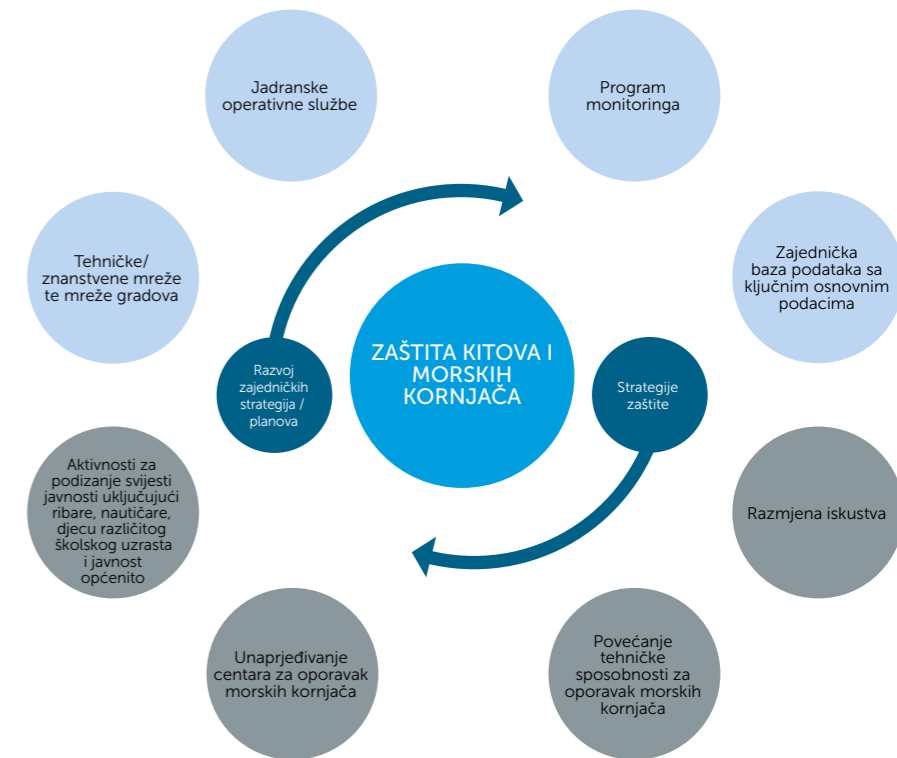 Jadranske
operativne službe
Program
monitoringa
Tehničke/
znanstvene mreže
te mreže gradova
Zajednička
baza podataka sa
ključnim osnovnim
podacima
ZAŠTITA KITOVA I
MORSKIH
KORNJAČA
Razvoj
zajedničkih
strategija /
planova
Strategije
zaštite
Aktivnosti za
podizanje svijesti
javnosti uključujući
ribare, nautičare,
djecu različitog
školskog uzrasta
i javnost
općenito
Razmjena iskustva
Unaprjeđivanje
centara za oporavak
morskih kornjača
Povećanje
tehničke
sposobnosti za
oporavak morskih
kornjača